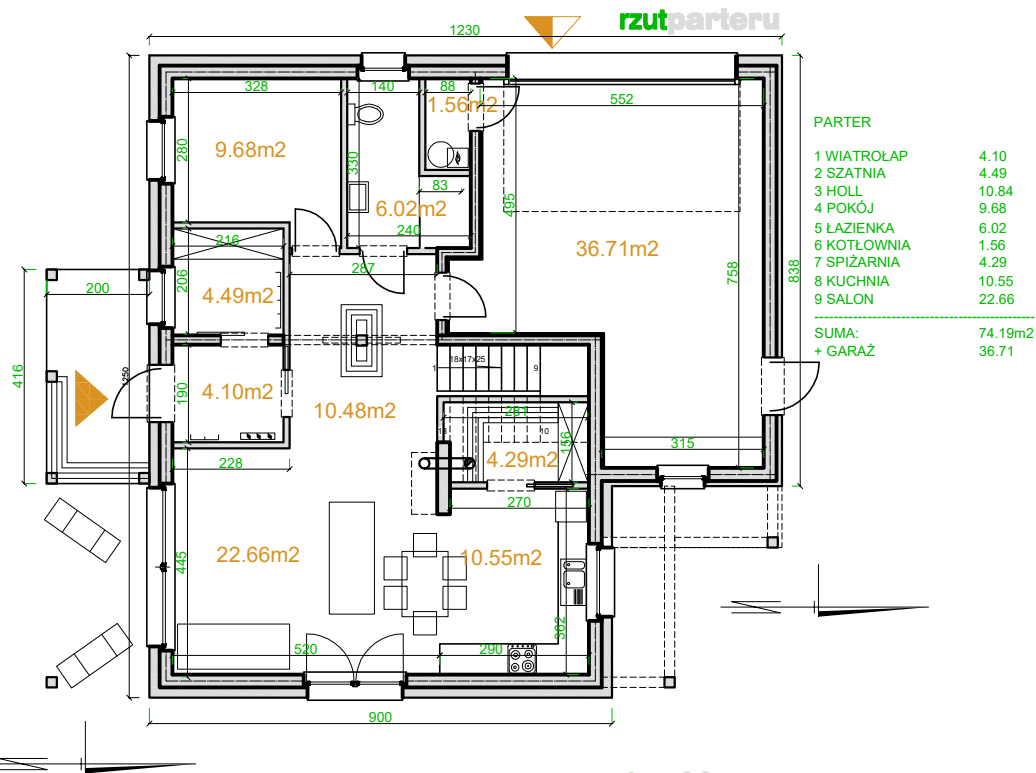 rzutparteru
1230
328 140 88 552
1.56m2
PARTER
9.68m2
280
330
1 WIATROŁAP 4.10
2 SZATNIA 4.49
3 HOLL 10.84
4 POKÓJ 9.68
5 ŁAZIENKA 6.02
6 KOTŁOWNIA 1.56
7 SPIŻARNIA 4.29
8 KUCHNIA 10.55
9 SALON 22.66
SUMA: 74.19m2
+ GARAŻ 36.71
83
6.02m2
495
240
216
36.71m2
287
758
838
200
206
4.49m2
18x17x25
1
9
416
1250
190
4.10m2
10.48m2
281
18
10
315
156
4.29m2
228
270
445
22.66m2
10.55m2
362
520
290
900